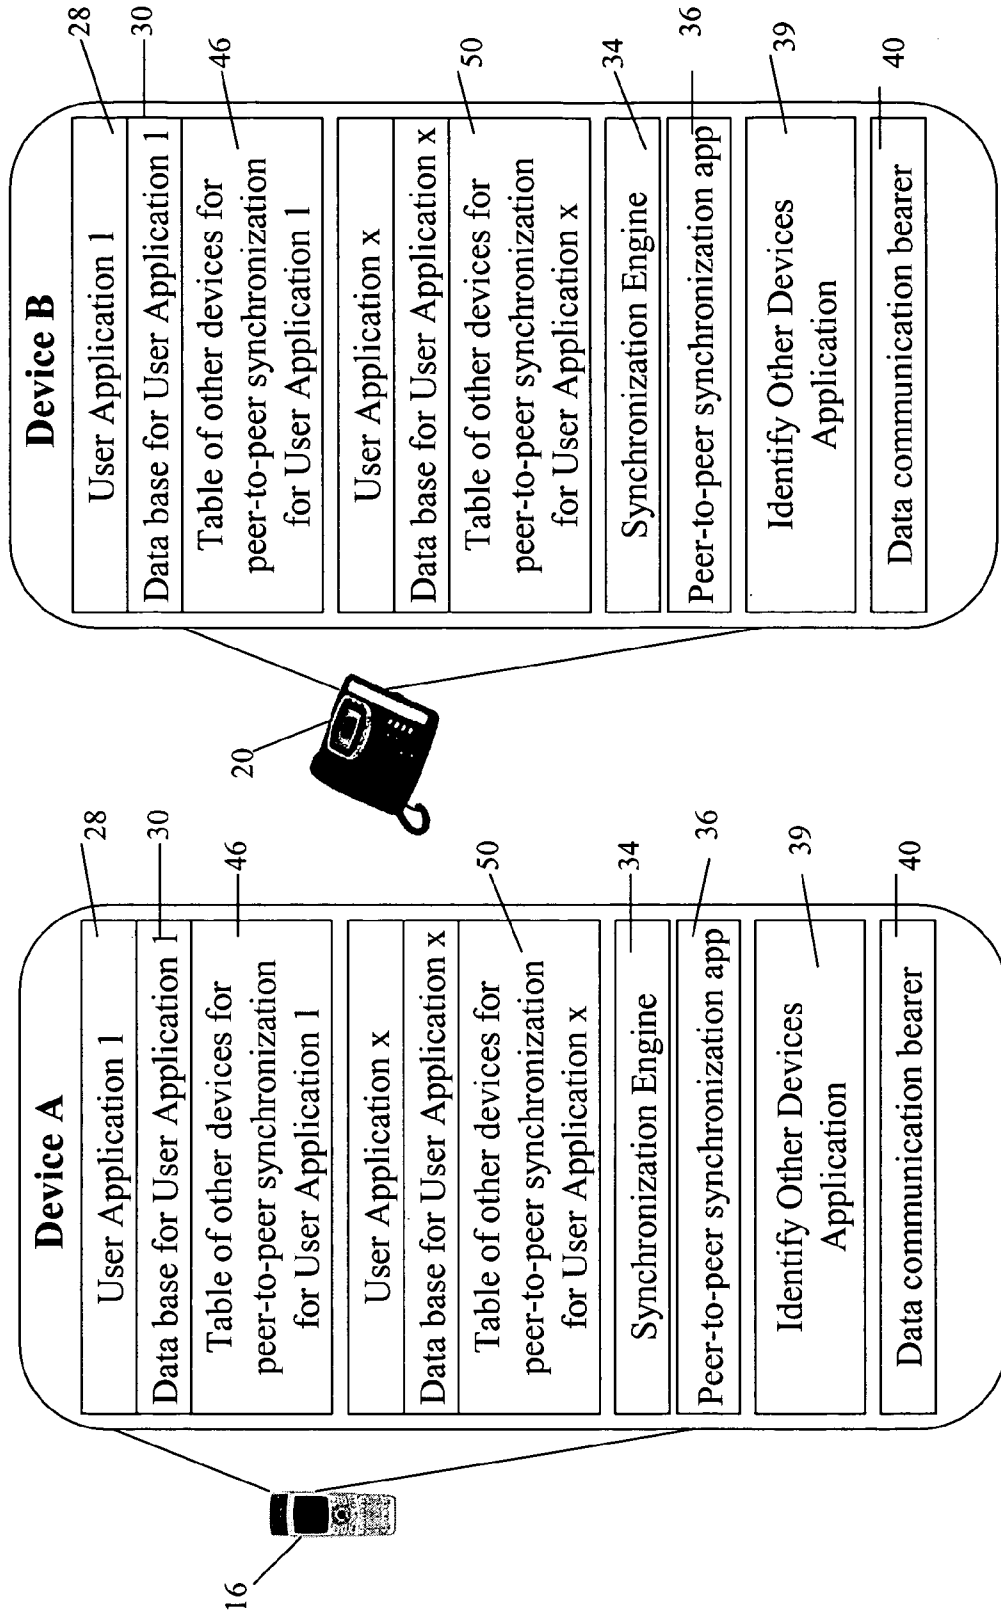 Device A
16
User Application 1
28
Data base for User Application 1
30
Table of other devices for
peer-to-peer synchronization
for User Application 1
46
User Application x
Data base for User Application x
Table of other devices for
peer-to-peer synchronization
for User Application x
50
Synchronization Engine
34
Peer-to-peer synchronization app
36
Identify Other Devices
Application
39
Data communication bearer
40
Device B
20
User Application 1
28
Data base for User Application 1
30
Table of other devices for
peer-to-peer synchronization
for User Application 1
46
User Application x
Data base for User Application x
Table of other devices for
peer-to-peer synchronization
for User Application x
50
Synchronization Engine
34
Peer-to-peer synchronization app
36
Identify Other Devices
Application
39
Data communication bearer
40